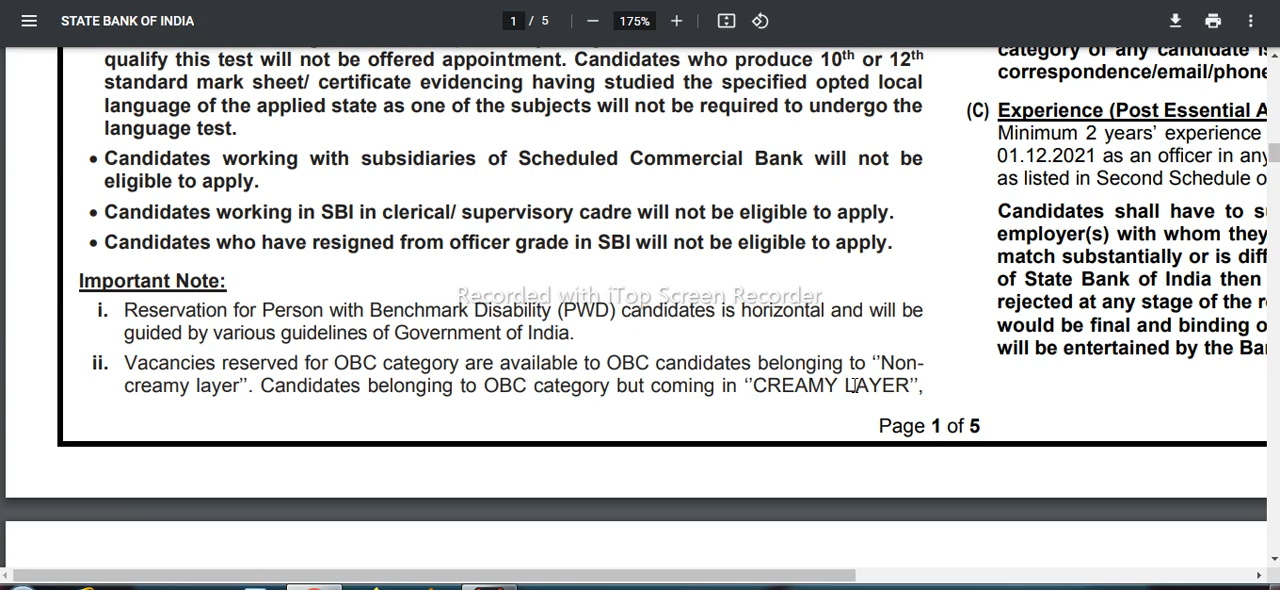 STATE BANK OF INDIA
1 / 5
175%
qualify this test will not be offered appointment. Candidates who produce 10th or 12th
standard mark sheet/ certificate evidencing having studied the specified opted local
language of the applied state as one of the subjects will not be required to undergo the
language test.
• Candidates working with subsidiaries of Scheduled Commercial Bank will not be
eligible to apply.
• Candidates working in SBI in clerical/ supervisory cadre will not be eligible to apply.
• Candidates who have resigned from officer grade in SBI will not be eligible to apply.
Important Note:
i. Reservation for Person with Benchmark Disability (PWD) candidates is horizontal and will be
guided by various guidelines of Government of India.
ii. Vacancies reserved for OBC category are available to OBC candidates belonging to ‘’Non-
creamy layer’’. Candidates belonging to OBC category but coming in ‘’CREAMY LAYER’’,
category of any candidate
correspondence/email/phone
(C) Experience (Post Essential
Minimum 2 years’ experience
01.12.2021 as an officer in any
as listed in Second Schedule
Candidates shall have to
employer(s) with whom they
match substantially or is
of State Bank of India then
rejected at any stage of the
would be final and binding
will be entertained by the
Page 1 of 5
Recorded with iTop Screen Recorder